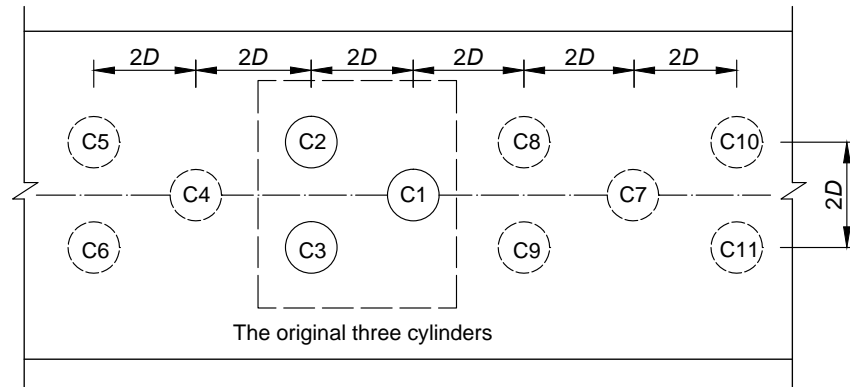 2D 2D 2D 2D 2D 2D
C5 C2 C8 C10
C4 C1 C7
2D
C6 C3 C9 C11
The original three cylinders